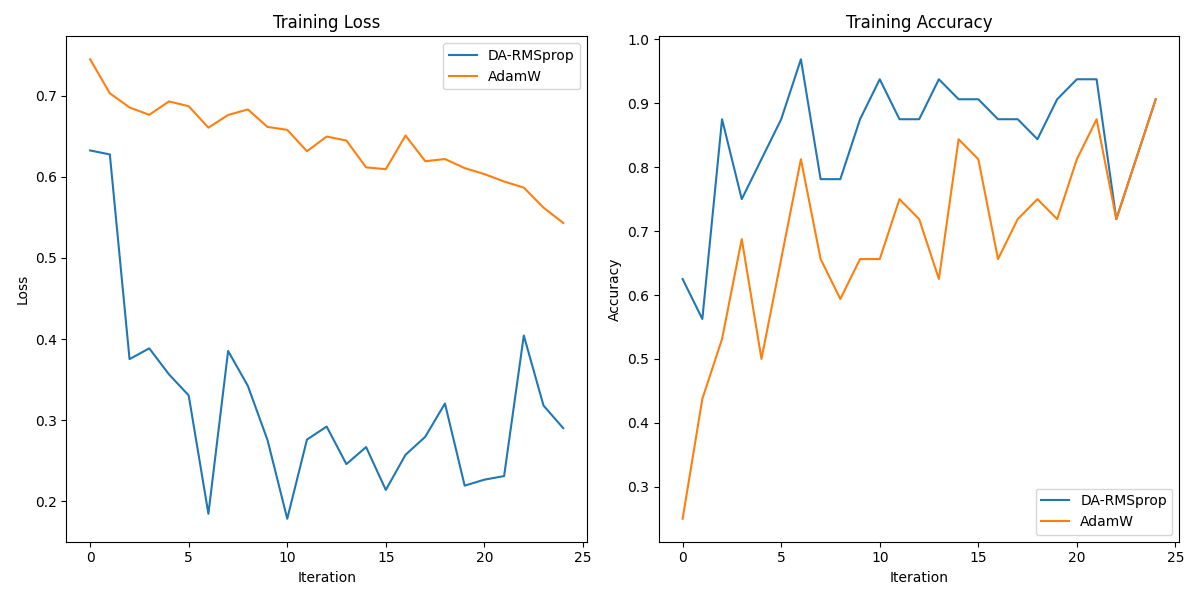 Training Loss
DA-RMSprop
AdamW
0.7
0.6
0.5
0.4
0.3
0.2
Loss
0 5 10 15 20 25
Iteration
Training Accuracy
1.0
0.9
0.8
0.7
0.6
0.5
0.4
0.3
Accuracy
DA-RMSprop
AdamW
0 5 10 15 20 25
Iteration